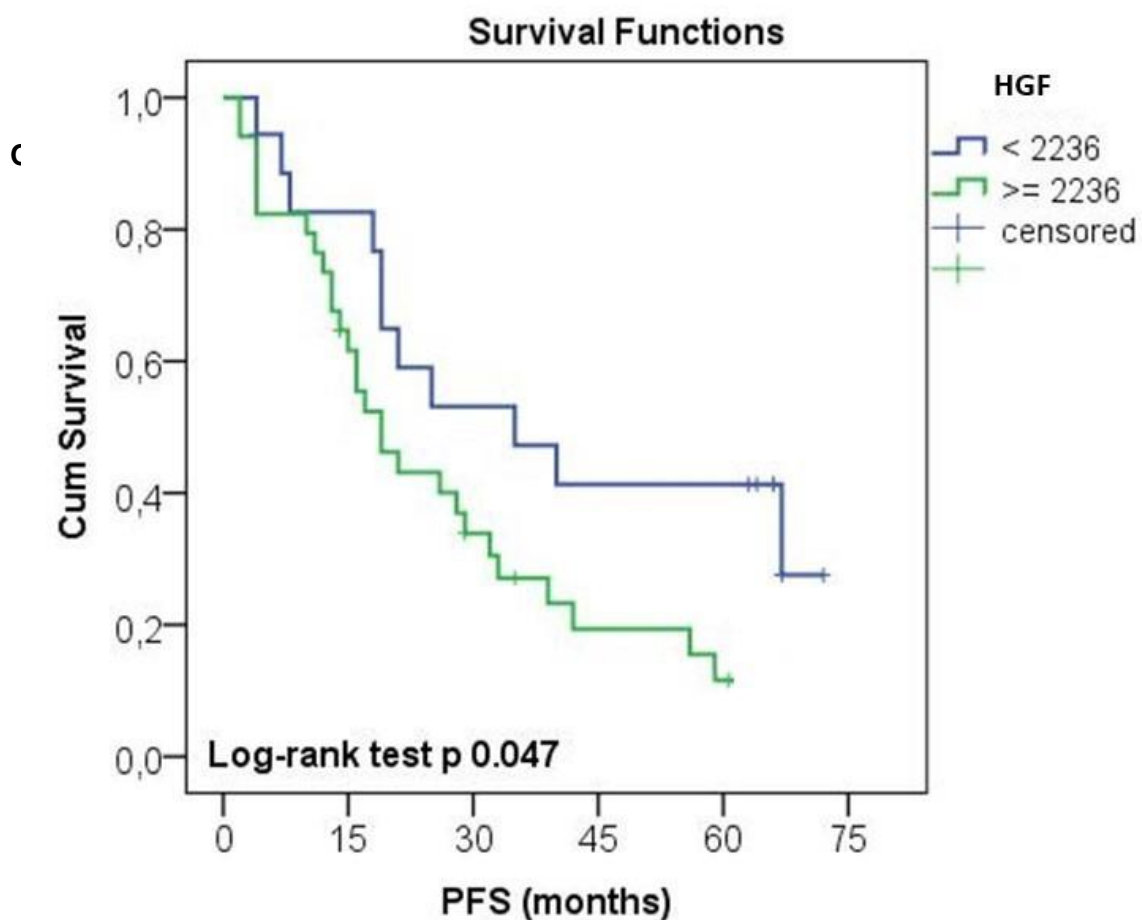 Survival Functions
HGF
< 2236
>= 2236
censored
Cum Survival
1,0
0,8
0,6
0,4
0,2
0,0
Log-rank test p 0.047
0 15 30 45 60 75
PFS (months)